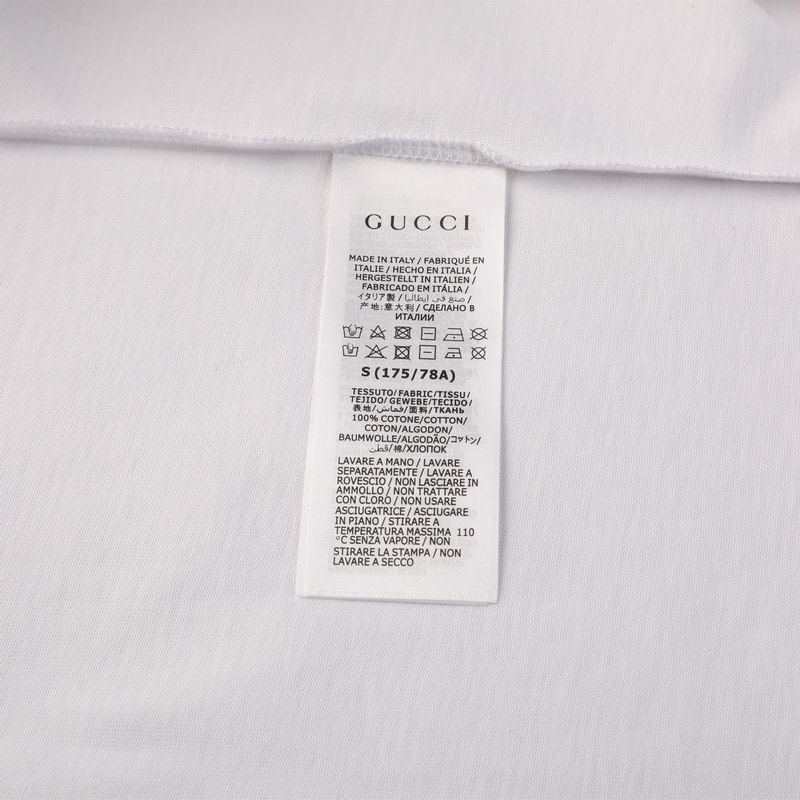 GUCCI
MADE IN ITALY / FABRIQUÉ EN
ITALIE / HECHO EN ITALIA /
HERGESTELLT IN ITALIEN /
FABRICADO EM ITÁLIA /
イタリア製 / صنع في إيطاليا /
产地:意大利 / СДЕЛАНО В
ИТАЛИИ
S (175/78A)
TESSUTO/FABRIC/TISSU/
TEJIDO/GEWEBE/TECIDO/
表地/قماش/面料/ТКАНЬ
100% COTONE/COTTON/
COTON/ALGODON/
BAUMWOLLE/ALGODÃO/コットン/
قطن/棉/ХЛОПОК
LAVARE A MANO / LAVARE
SEPARATAMENTE / LAVARE A
ROVESCIO / NON LASCIARE IN
AMMOLLO / NON TRATTARE
CON CLORO / NON USARE
ASCIUGATRICE / ASCIUGARE
IN PIANO / STIRARE A
TEMPERATURA MASSIMA 110
°C SENZA VAPORE / NON
STIRARE LA STAMPA / NON
LAVARE A SECCO